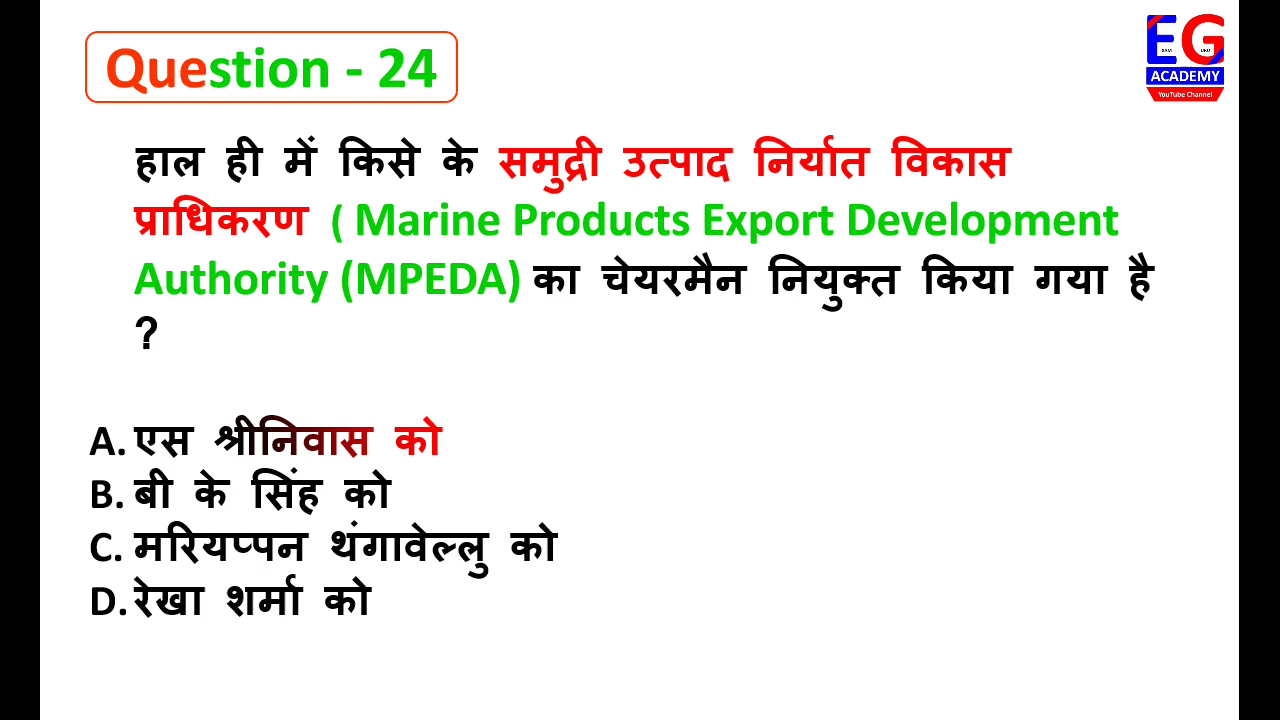 Question - 24
EG
ACADEMY
YouTube Channel
हाल ही में किसे के समुद्री उत्पाद निर्यात विकास
प्राधिकरण ( Marine Products Export Development
Authority (MPEDA) का चेयरमैन नियुक्त किया गया है
?
A. एस श्रीनिवास को
B. बी के सिंह को
C. मरियप्पन थंगावेल्लु को
D. रेखा शर्मा को